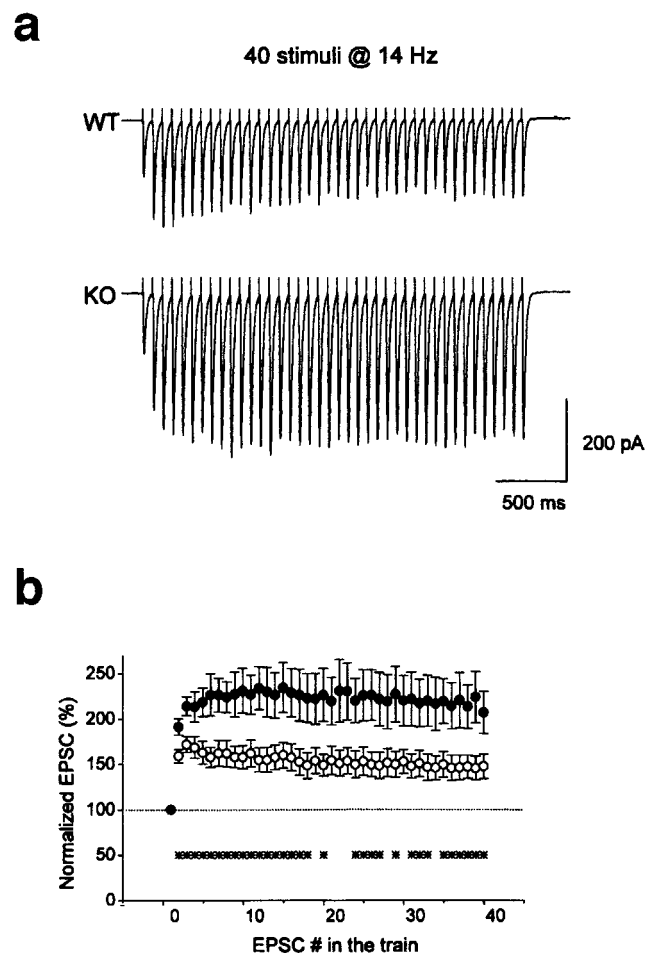 a
40 stimuli @ 14 Hz
WT
KO
200 pA
500 ms
b
Normalized EPSC (%)
250
200
150
100
50
0
0 10 20 30 40
EPSC # in the train